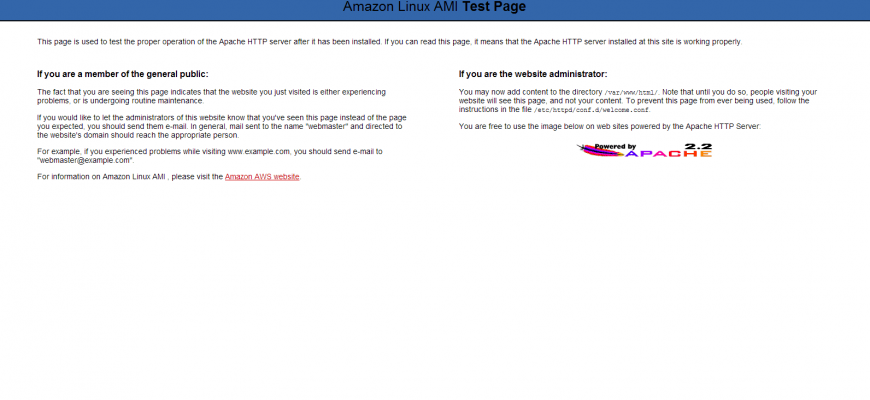 Amazon Linux AMI Test Page
This page is used to test the proper operation of the Apache HTTP server after it has been installed. If you can read this page, it means that the Apache HTTP server installed at this site is working properly.
If you are a member of the general public:
The fact that you are seeing this page indicates that the website you just visited is either experiencing
problems, or is undergoing routine maintenance.
If you would like to let the administrators of this website know that you've seen this page instead of the page
you expected, you should send them e-mail. In general, mail sent to the name "webmaster" and directed to
the website's domain should reach the appropriate person.
For example, if you experienced problems while visiting www.example.com, you should send e-mail to
"webmaster@example.com".
For information on Amazon Linux AMI , please visit the Amazon AWS website.
If you are the website administrator:
You may now add content to the directory /var/www/html/. Note that until you do so, people visiting your
website will see this page, and not your content. To prevent this page from ever being used, follow the
instructions in the file /etc/httpd/conf.d/welcome.conf.
You are free to use the image below on web sites powered by the Apache HTTP Server:
Powered by 2.2
APACHE